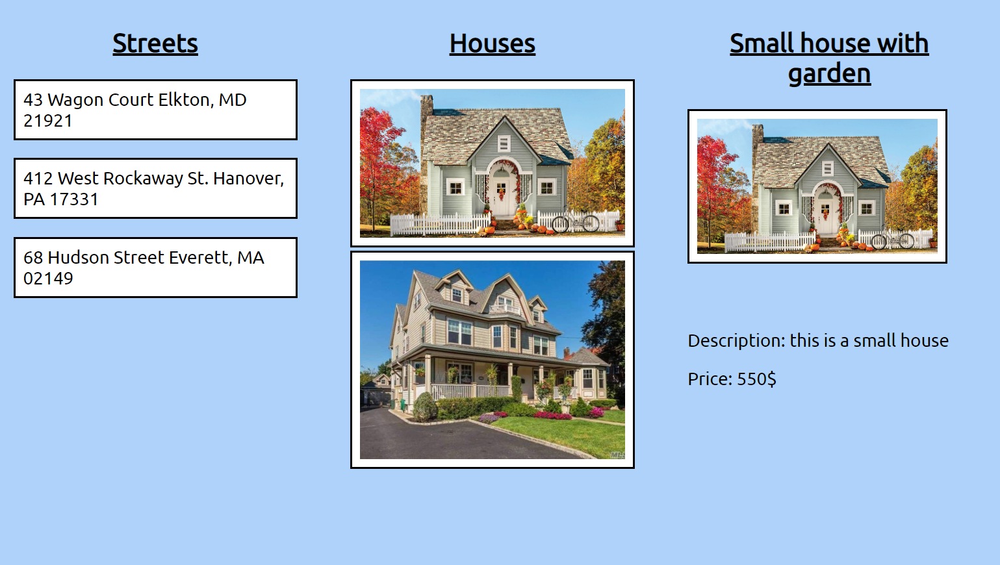 Streets
43 Wagon Court Elkton, MD
21921
412 West Rockaway St. Hanover,
PA 17331
68 Hudson Street Everett, MA
02149
Houses
Small house with
garden
Description: this is a small house
Price: 550$